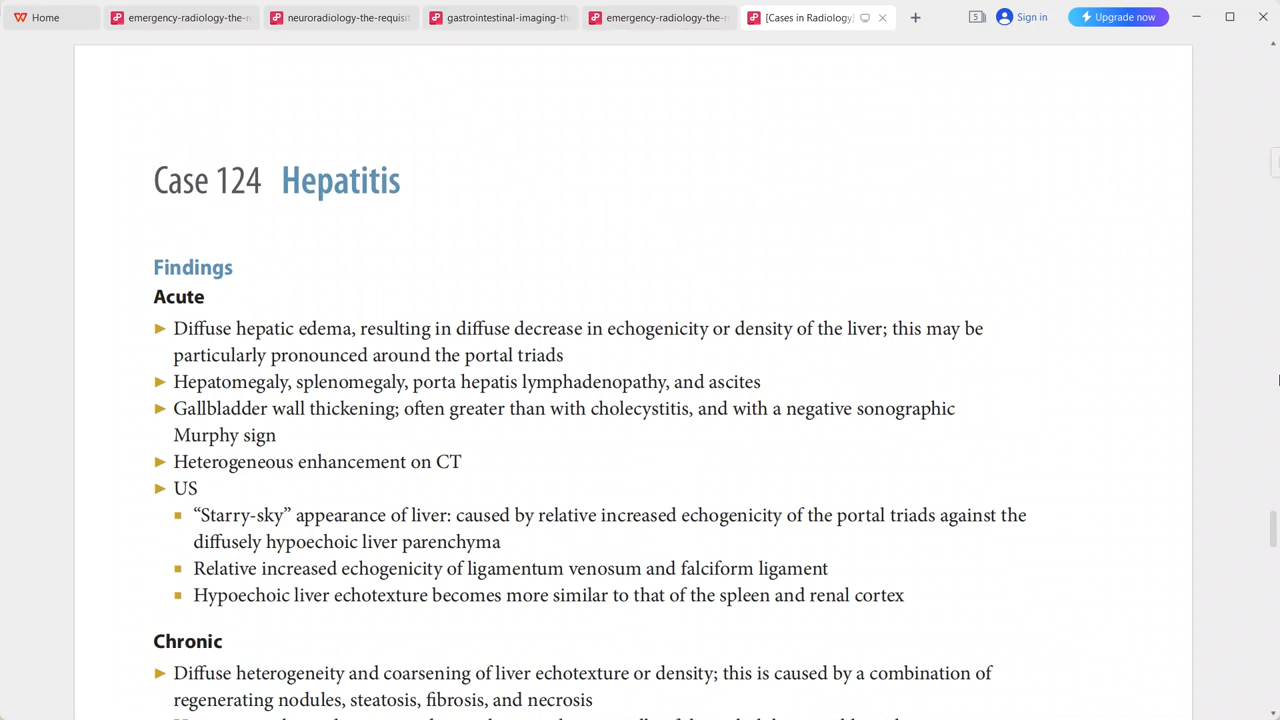 Home
emergency-radiology-the-r
neuroradiology-the-requisit
gastrointestinal-imaging-th
emergency-radiology-the-r
[Cases in Radiology]
5
Sign in
Upgrade now
Case 124 Hepatitis
Findings
Acute
► Diffuse hepatic edema, resulting in diffuse decrease in echogenicity or density of the liver; this may be
particularly pronounced around the portal triads
► Hepatomegaly, splenomegaly, porta hepatis lymphadenopathy, and ascites
► Gallbladder wall thickening; often greater than with cholecystitis, and with a negative sonographic
Murphy sign
► Heterogeneous enhancement on CT
► US
▪ “Starry-sky” appearance of liver: caused by relative increased echogenicity of the portal triads against the
diffusely hypoechoic liver parenchyma
▪ Relative increased echogenicity of ligamentum venosum and falciform ligament
▪ Hypoechoic liver echotexture becomes more similar to that of the spleen and renal cortex
Chronic
► Diffuse heterogeneity and coarsening of liver echotexture or density; this is caused by a combination of
regenerating nodules, steatosis, fibrosis, and necrosis